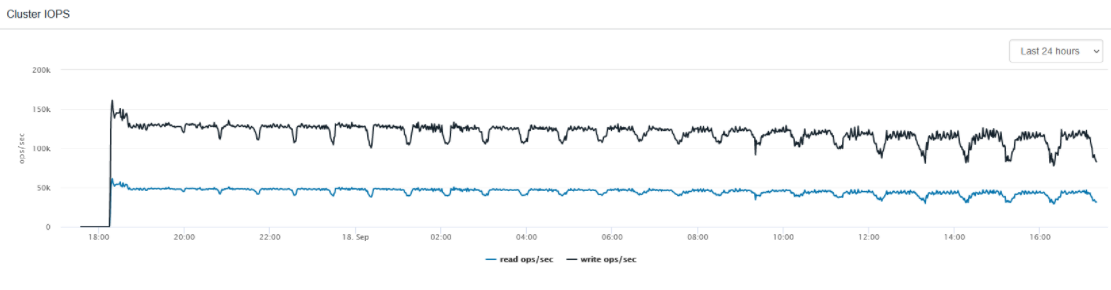 Cluster IOPS
Last 24 hours
200k
150k
100k
50k
0
ops/sec
18:00 20:00 22:00 18. Sep 02:00 04:00 06:00 08:00 10:00 12:00 14:00 16:00
read ops/sec write ops/sec